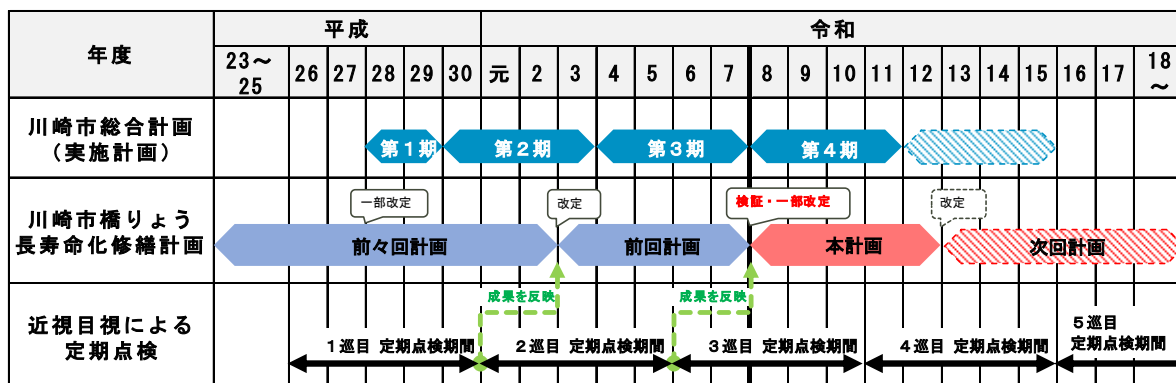 年度
平成
令和
23～
25
26
27
28
29
30
元
2
3
4
5
6
7
8
9
10
11
12
13
14
15
16
17
18
～
川崎市総合計画
（実施計画）
第１期
第２期
第３期
第４期
川崎市橋りょう
長寿命化修繕計画
一部改定
改定
検証・一部改定
改定
前々回計画
前回計画
本計画
次回計画
近視目視による
定期点検
成果を反映
成果を反映
１巡目 定期点検期間
２巡目 定期点検期間
３巡目 定期点検期間
４巡目 定期点検期間
５巡目
定期点検期間